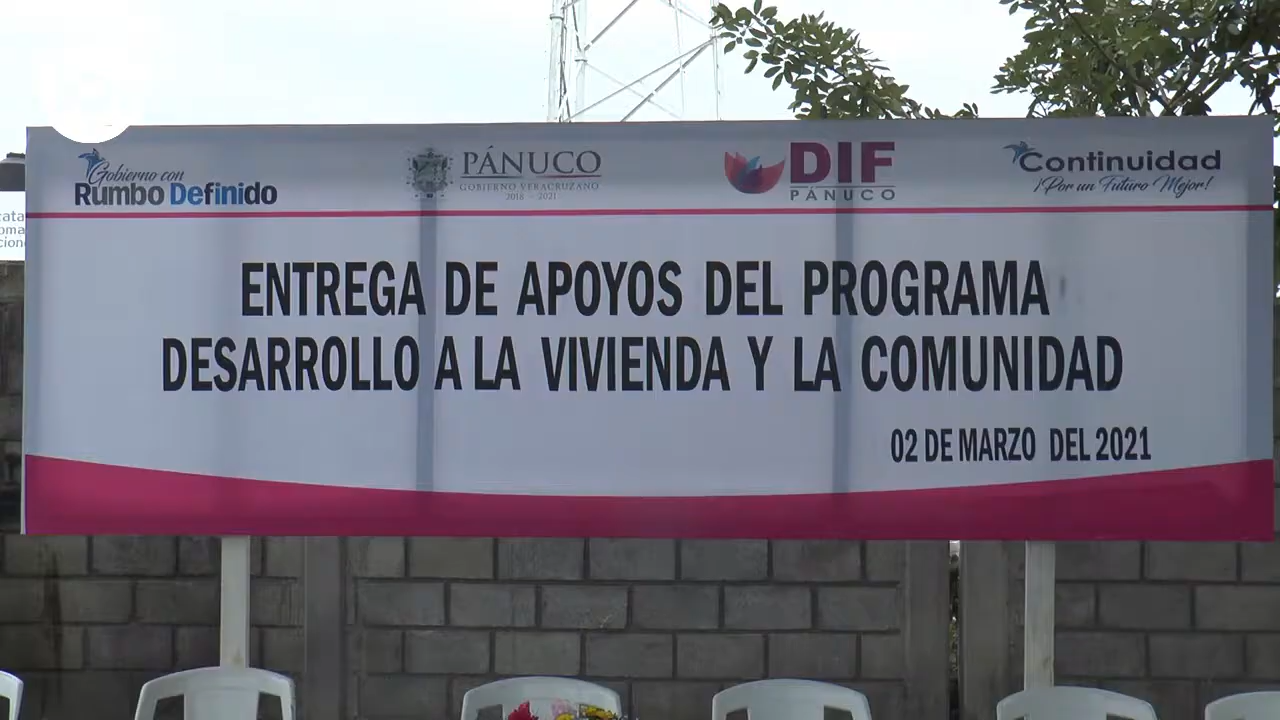 Gobierno con
Rumbo Definido
PÁNUCO
GOBIERNO VERACRUZANO
2018 - 2021
DIF
PÁNUCO
Continuidad
¡Por un Futuro Mejor!
ENTREGA DE APOYOS DEL PROGRAMA
DESARROLLO A LA VIVIENDA Y LA COMUNIDAD
02 DE MARZO DEL 2021